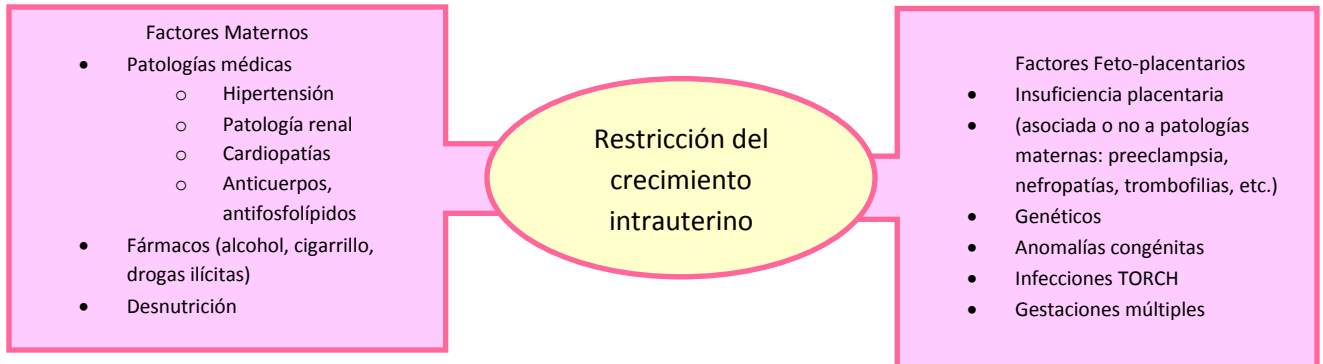 Factores Maternos
• Patologías médicas
o Hipertensión
o Patología renal
o Cardiopatías
o Anticuerpos,
antifosfolípidos
• Fármacos (alcohol, cigarrillo,
drogas ilícitas)
• Desnutrición
Restricción del
crecimiento
intrauterino
Factores Feto-placentarios
• Insuficiencia placentaria
• (asociada o no a patologías
maternas: preeclampsia,
nefropatías, trombofilias, etc.)
• Genéticos
• Anomalías congénitas
• Infecciones TORCH
• Gestaciones múltiples